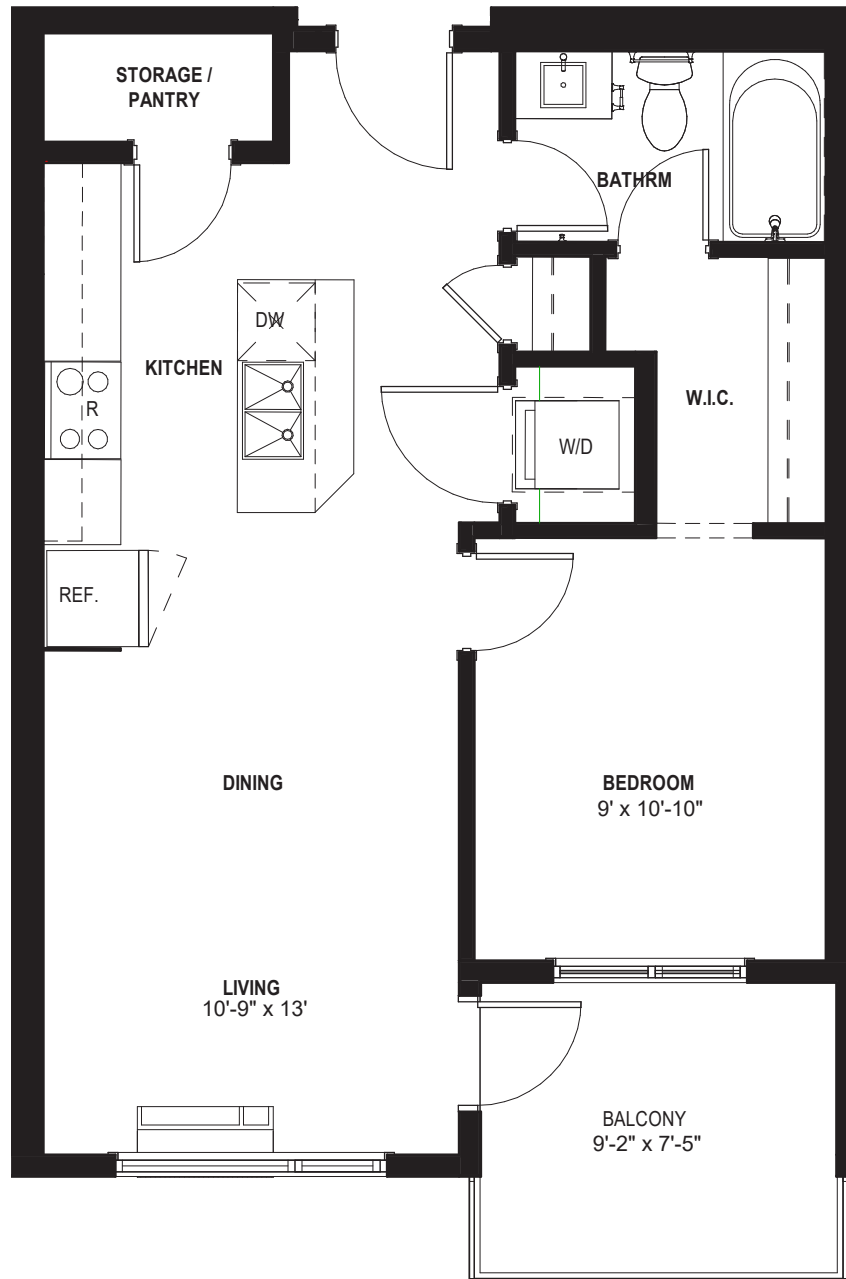 STORAGE /
PANTRY
BATHRM
DW
KITCHEN
R
W.I.C.
W/D
REF.
DINING
BEDROOM
9' x 10'-10"
LIVING
10'-9" x 13'
BALCONY
9'-2" x 7'-5"